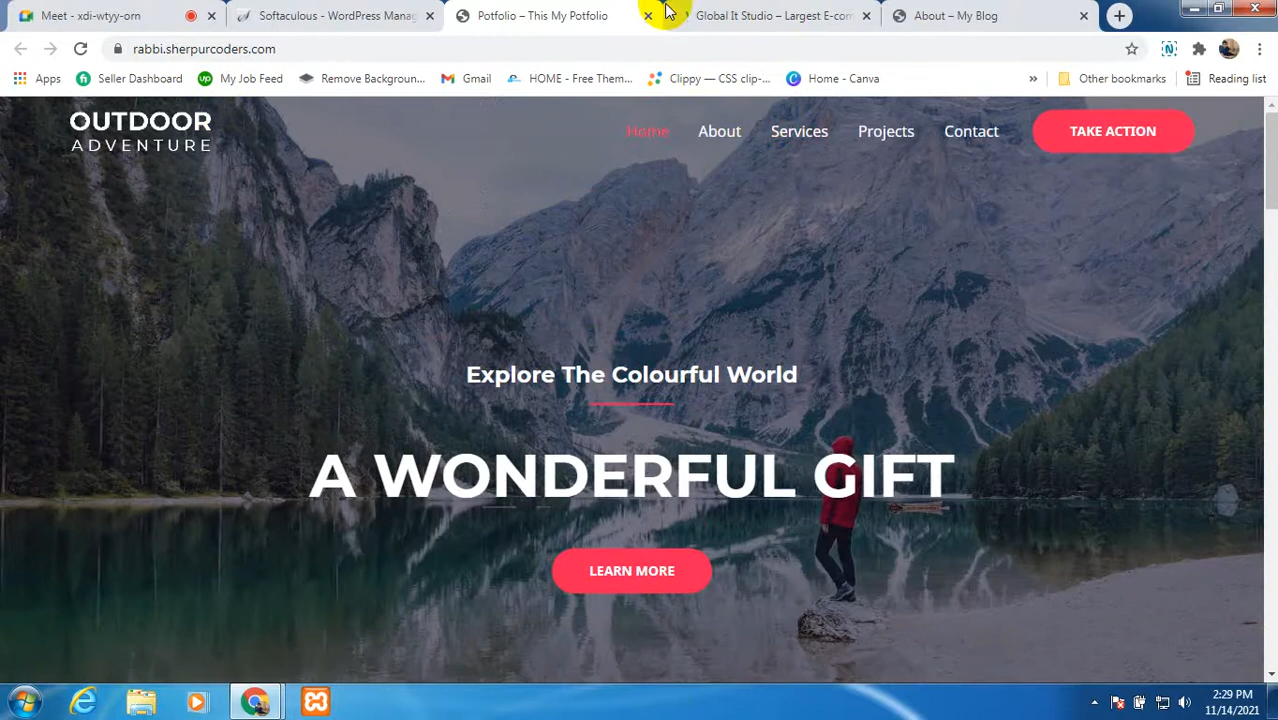 Meet - xdi-wtyy-orn
Softaculous - WordPress Manag
Potfolio – This My Potfolio
Global It Studio – Largest E-com
About – My Blog
rabbi.sherpurcoders.com
Apps
Seller Dashboard
My Job Feed
Remove Backgroun...
Gmail
HOME - Free Them...
Clippy — CSS clip-...
Home - Canva
»
Other bookmarks
Reading list
OUTDOOR
ADVENTURE
Home
About
Services
Projects
Contact
TAKE ACTION
Explore The Colourful World
A WONDERFUL GIFT
LEARN MORE
2:29 PM
11/14/2021